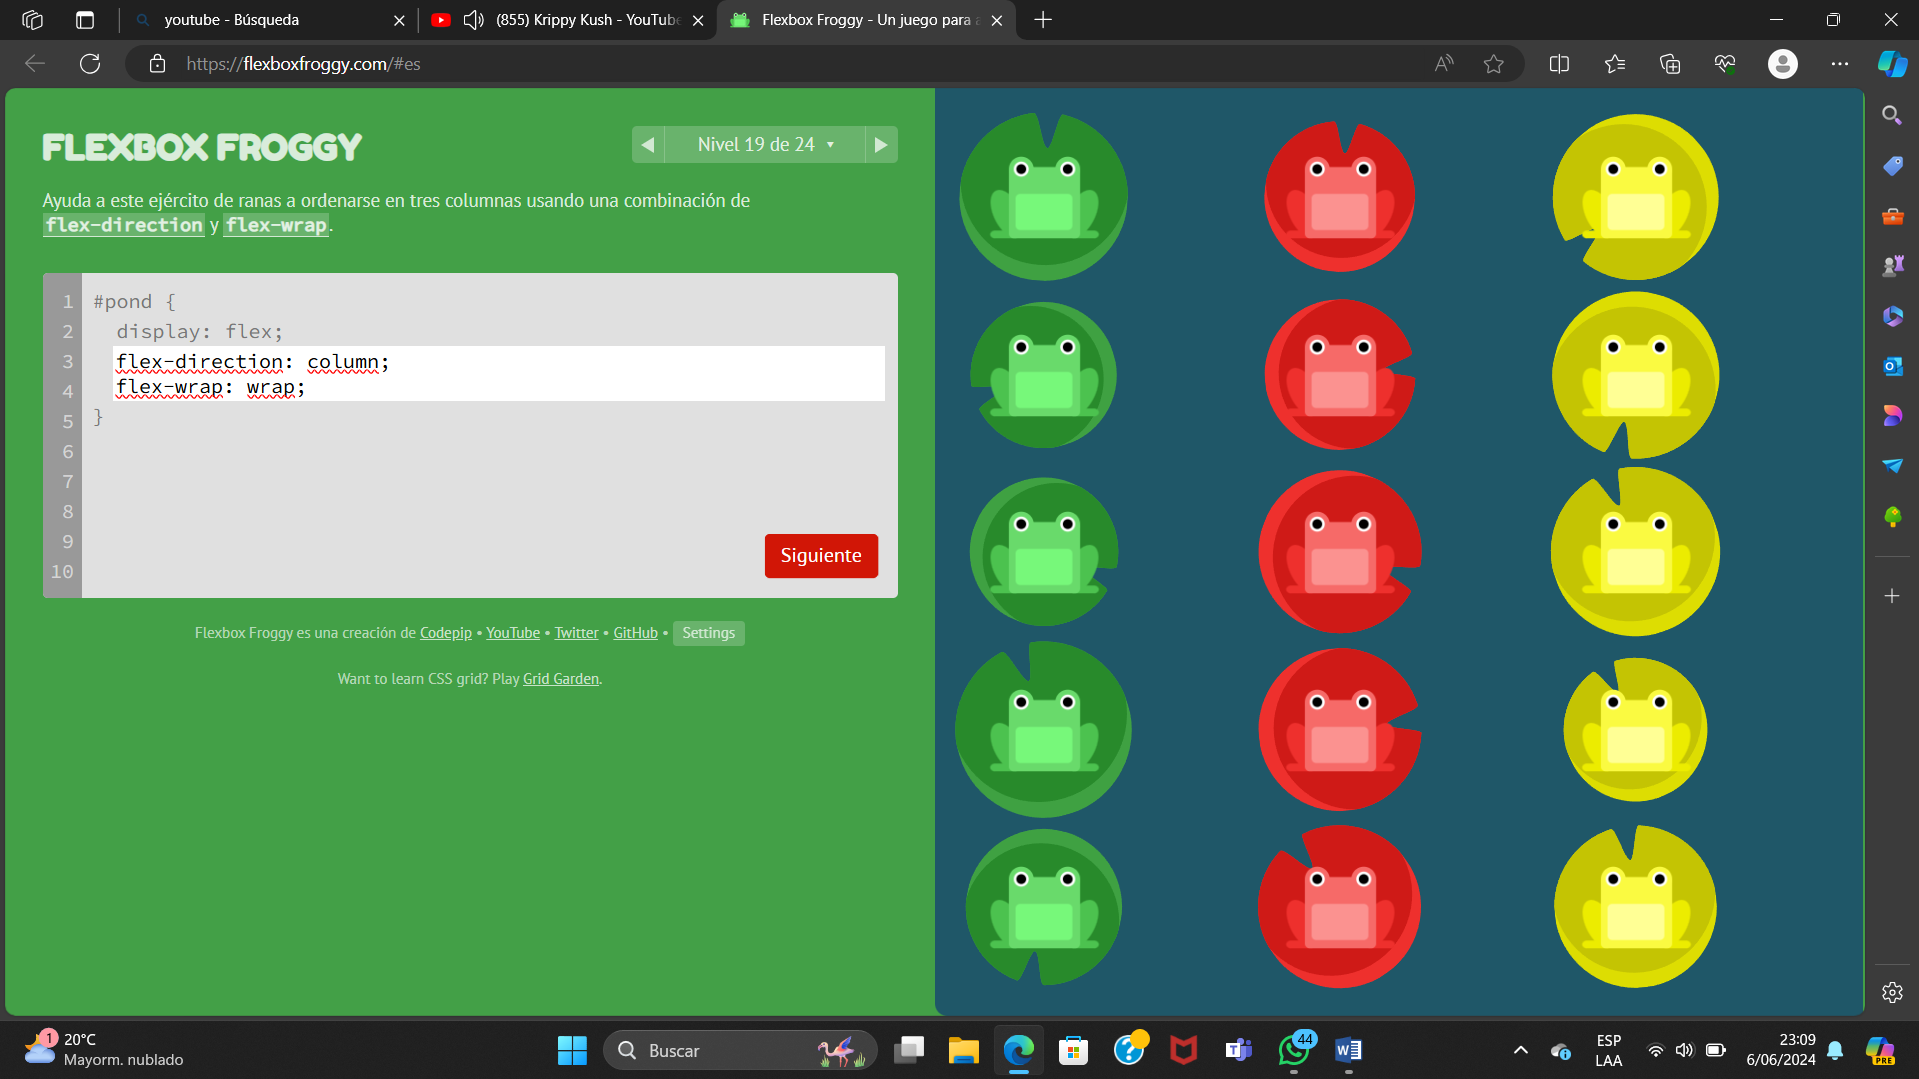 youtube - Búsqueda
(855) Krippy Kush - YouTube
Flexbox Froggy - Un juego para a
https://flexboxfroggy.com/#es
FLEXBOX FROGGY
Nivel 19 de 24
Ayuda a este ejército de ranas a ordenarse en tres columnas usando una combinación de
flex-direction y flex-wrap.
1 #pond {
2 display: flex;
3 flex-direction: column;
4 flex-wrap: wrap;
5 }
6
7
8
9
10
Siguiente
Flexbox Froggy es una creación de Codepip • YouTube • Twitter • GitHub • Settings
Want to learn CSS grid? Play Grid Garden.
1
20°C
Mayorm. nublado
Buscar
44
ESP
LAA
23:09
6/06/2024
PRE